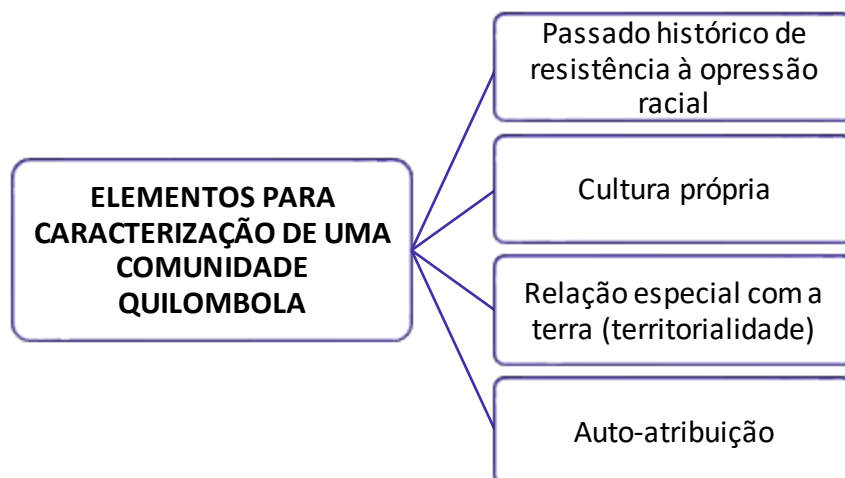 ELEMENTOS PARA
CARACTERIZAÇÃO DE UMA
COMUNIDADE
QUILOMBOLA
Passado histórico de
resistência à opressão
racial
Cultura própria
Relação especial com a
terra (territorialidade)
Auto-atribuição